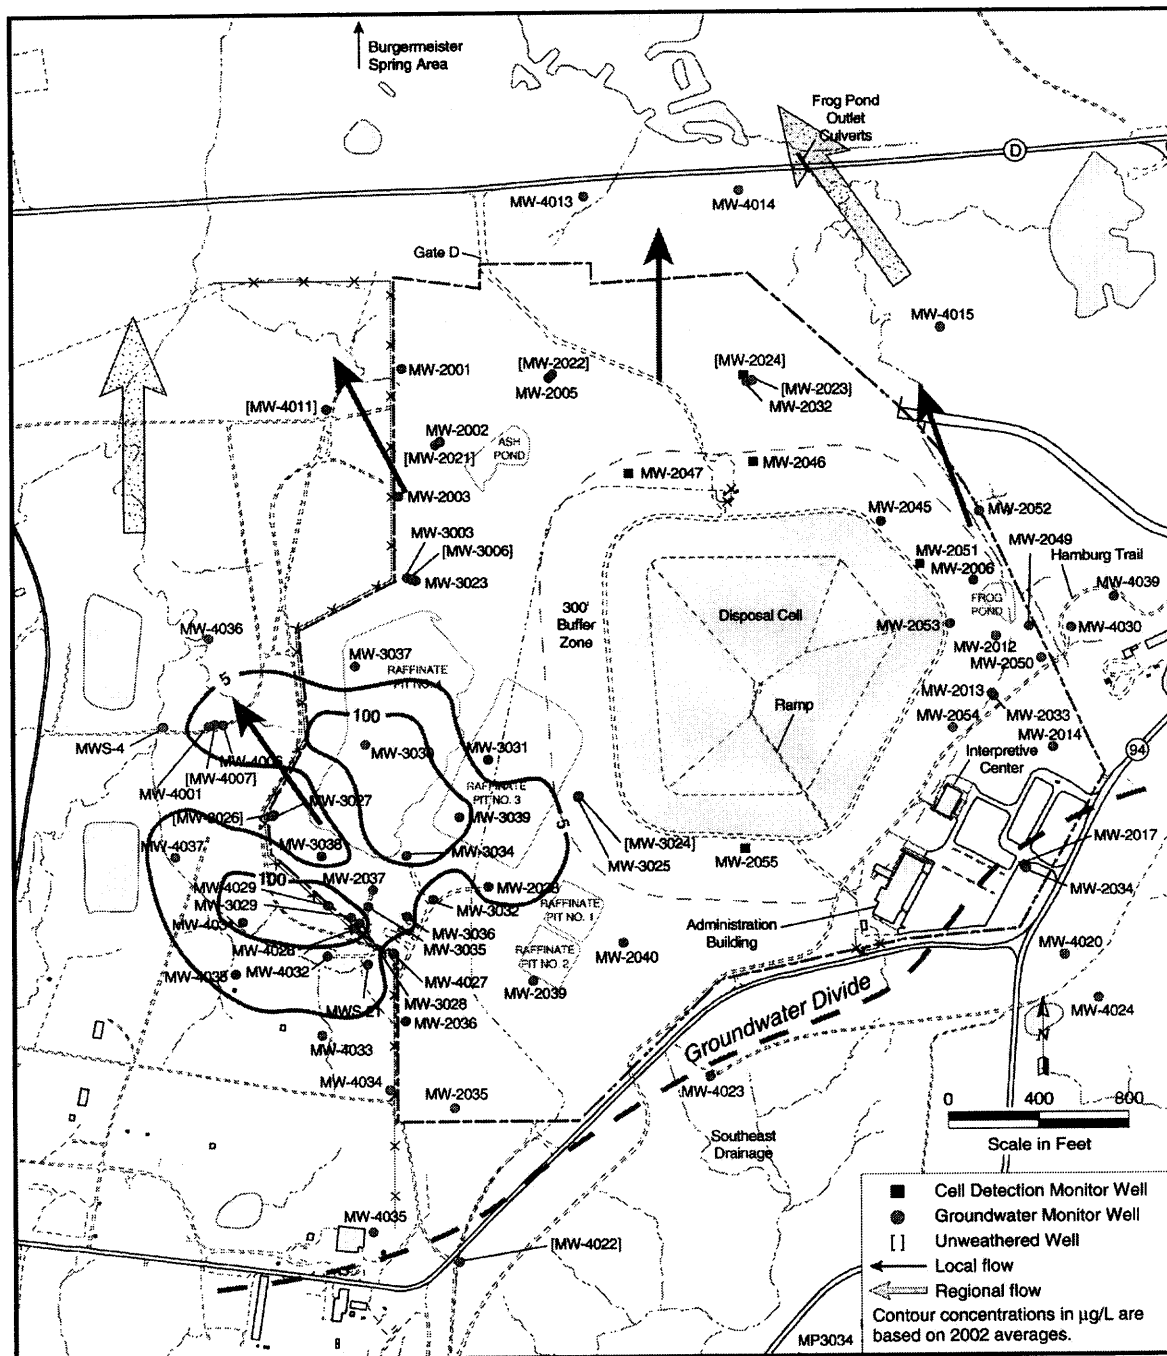 Burgermeister
Spring Area
Frog Pond
Outlet
Culverts
D
MW-4013
MW-4014
Gate D
MW-4015
MW-2001
[MW-2022]
MW-2005
[MW-2024]
[MW-2023]
MW-2032
[MW-4011]
MW-2002
[MW-2021]
ASH
POND
MW-2047
MW-2046
MW-2003
MW-2045
MW-2052
MW-3003
[MW-3006]
MW-3023
MW-2051
MW-2006
MW-2049
Hamburg Trail
MW-4039
FROG
POND
300'
Buffer
Zone
Disposal Cell
MW-2053
MW-4030
MW-2012
MW-2050
MW-4036
MW-3037
RAFFINATE
PIT NO. 4
5
100
MW-2013
MW-2033
Ramp
MW-2054
MW-2014
Interpretive
Center
94
MWS-4
MW-4006
[MW-4007]
MW-4001
MW-3030
MW-3031
RAFFINATE
PIT NO. 3
MW-3027
[MW-3026]
MW-3039
5
[MW-3024]
MW-3025
MW-2017
MW-4037
MW-3038
MW-3034
MW-2055
MW-2034
100
MW-2037
MW-4029
MW-3029
MW-3032
RAFFINATE
PIT NO. 1
MW-3036
MW-3035
Administration
Building
MW-4032
RAFFINATE
PIT NO. 2
MW-2040
MW-4020
MW-4027
MW-2039
MW-3028
MW-2036
Groundwater Divide
MW-4024
N
MW-4033
MW-4034
MW-4023
MW-2035
0 400 800
Scale in Feet
Southeast
Drainage
MW-4035
[MW-4022]
Cell Detection Monitor Well
Groundwater Monitor Well
[ ] Unweathered Well
Local flow
Regional flow
Contour concentrations in µg/L are
based on 2002 averages.
MP3034